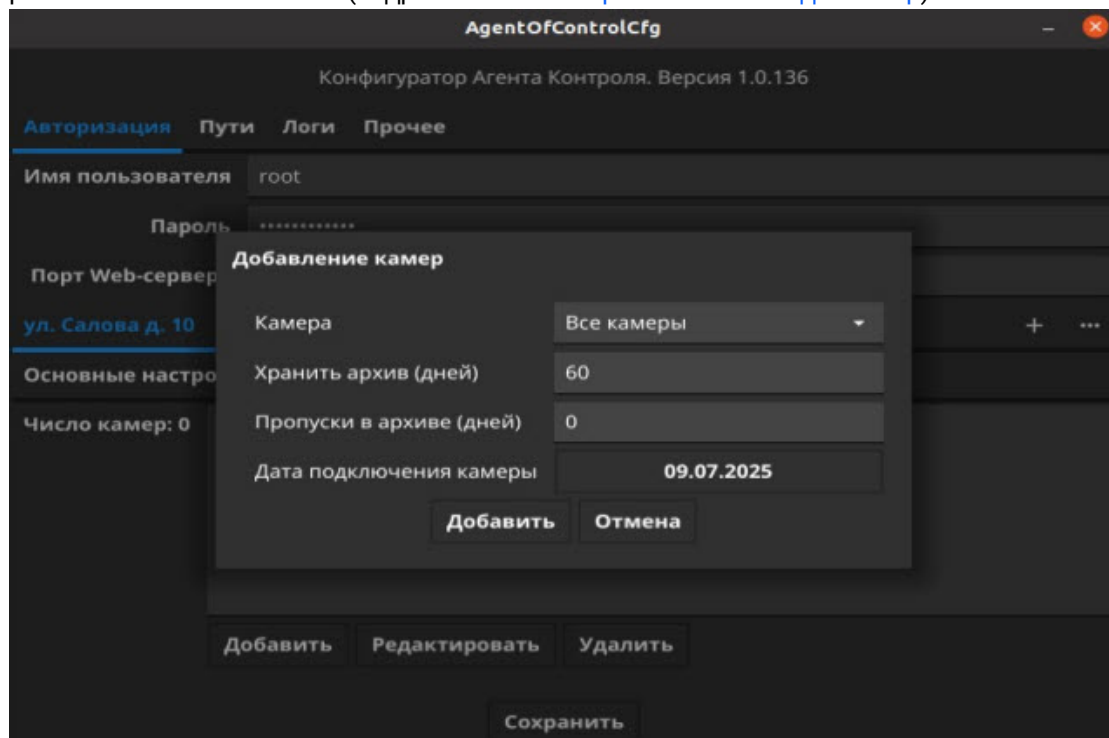 AgentOfControlCfg
Конфигуратор Агента Контроля. Версия 1.0.136
Авторизация Пути Логи Прочее
Имя пользователя root
Пароль ••••••••••••
Порт Web-сервер
Добавление камер
ул. Салова д. 10 + •••
Камера Все камеры
Основные настро
Хранить архив (дней) 60
Число камер: 0
Пропуски в архиве (дней) 0
Дата подключения камеры 09.07.2025
Добавить Отмена
Добавить Редактировать Удалить
Сохранить